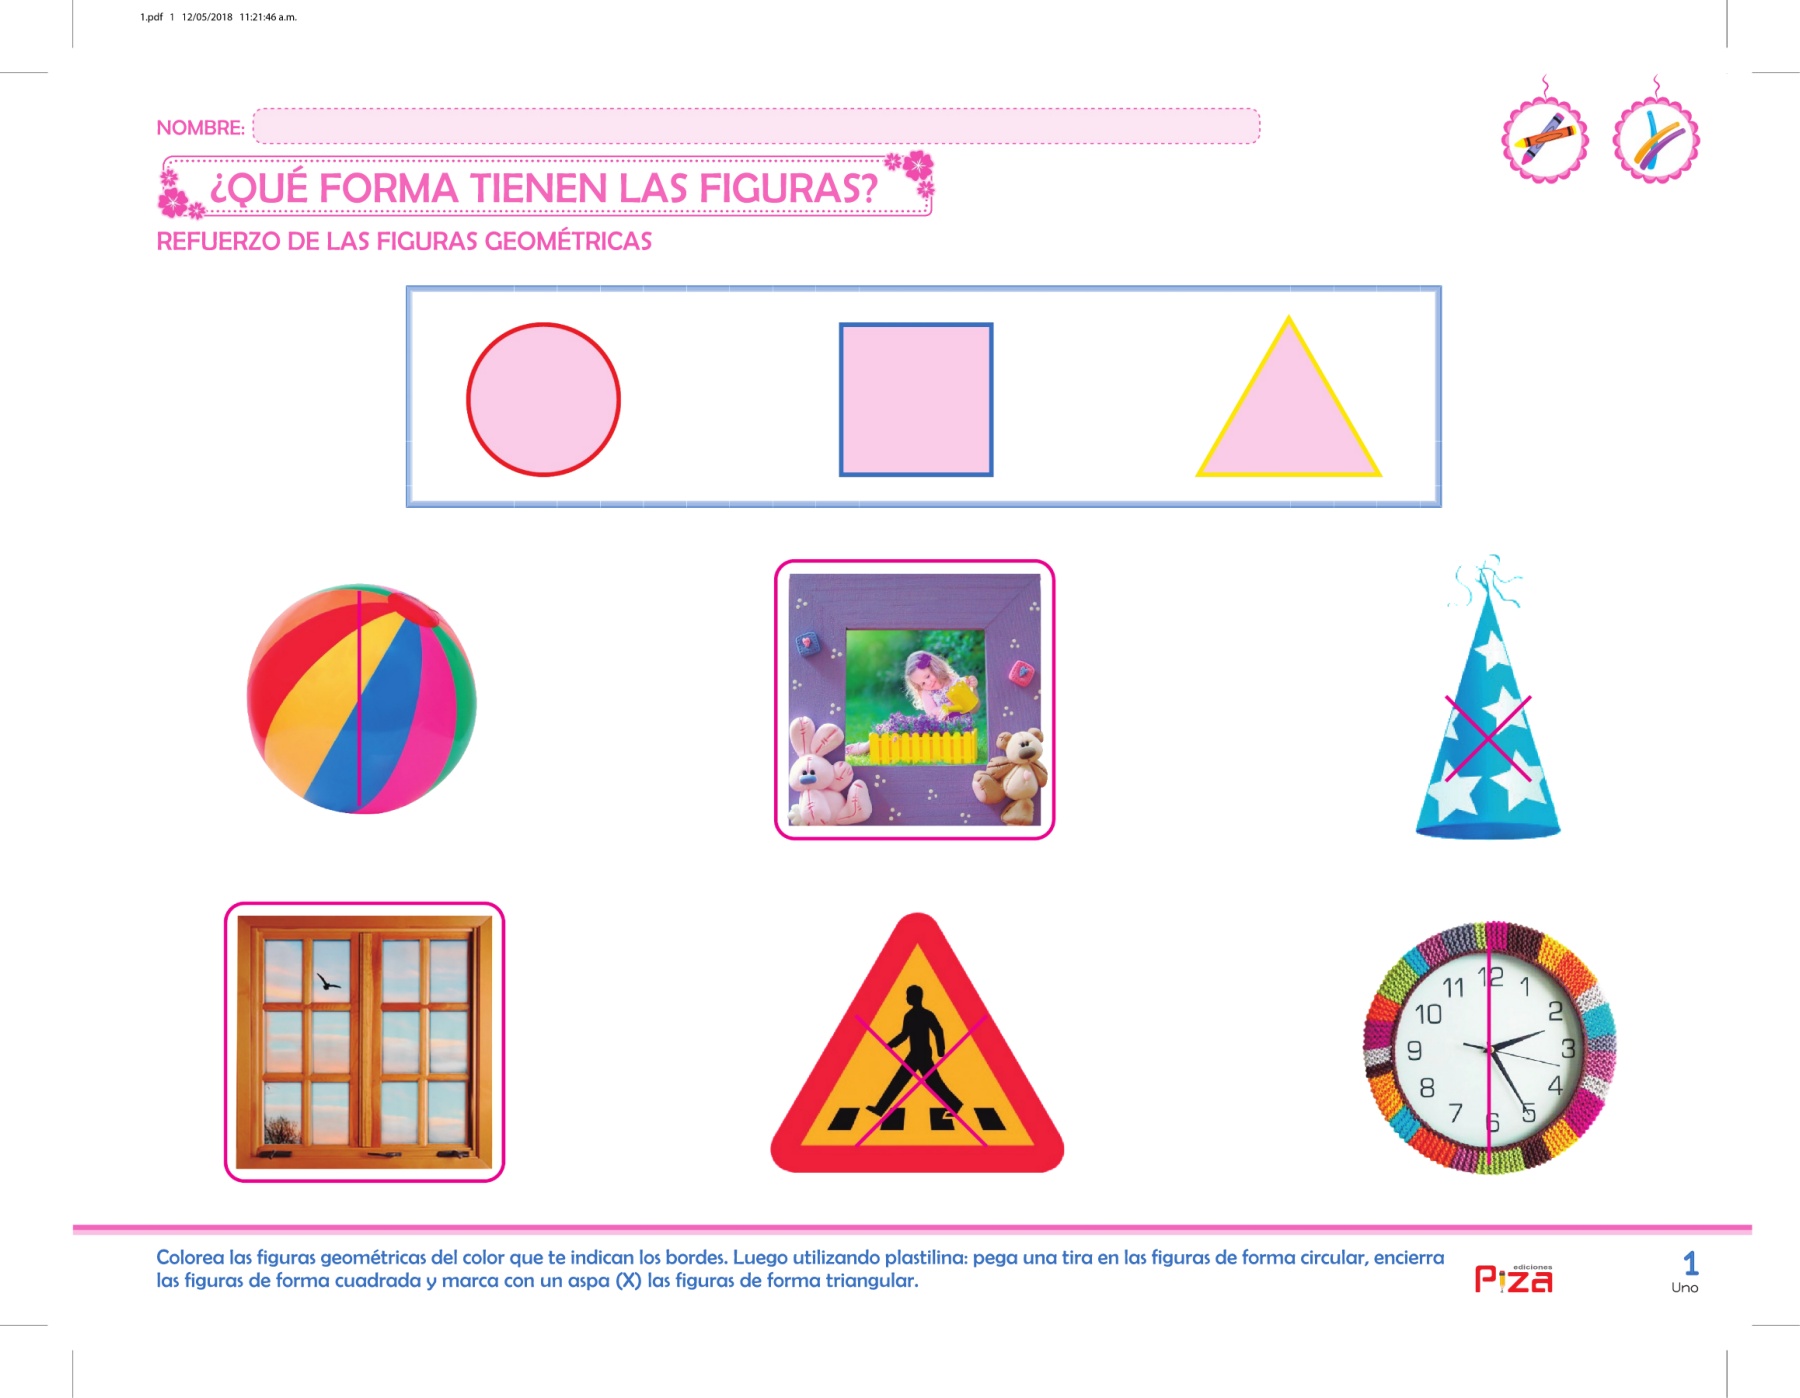 1.pdf 1 12/05/2018 11:21:46 a.m.
NOMBRE:
¿QUÉ FORMA TIENEN LAS FIGURAS?
REFUERZO DE LAS FIGURAS GEOMÉTRICAS
12
1
2
3
4
5
6
7
8
9
10
11
Colorea las figuras geométricas del color que te indican los bordes. Luego utilizando plastilina: pega una tira en las figuras de forma circular, encierra
las figuras de forma cuadrada y marca con un aspa (X) las figuras de forma triangular.
ediciones
Piza
1
Uno